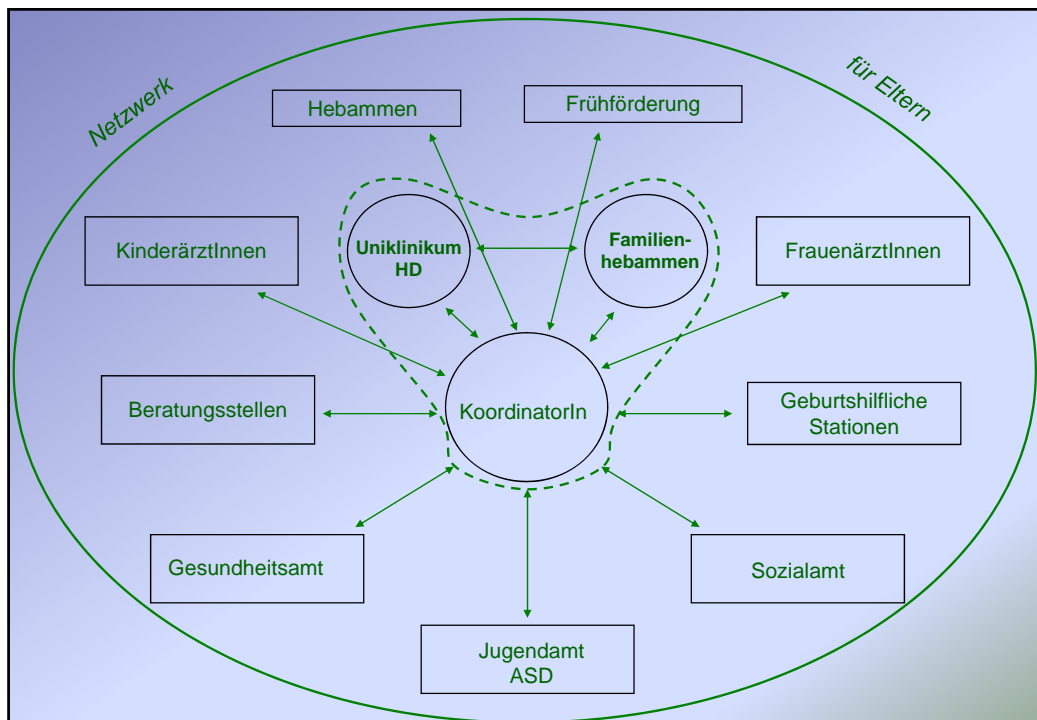 Netzwerk
für Eltern
Hebammen
Frühförderung
KinderärztInnen
Uniklinikum
HD
Familien-
hebammen
FrauenärztInnen
Beratungsstellen
KoordinatorIn
Geburtshilfliche
Stationen
Gesundheitsamt
Sozialamt
Jugendamt
ASD